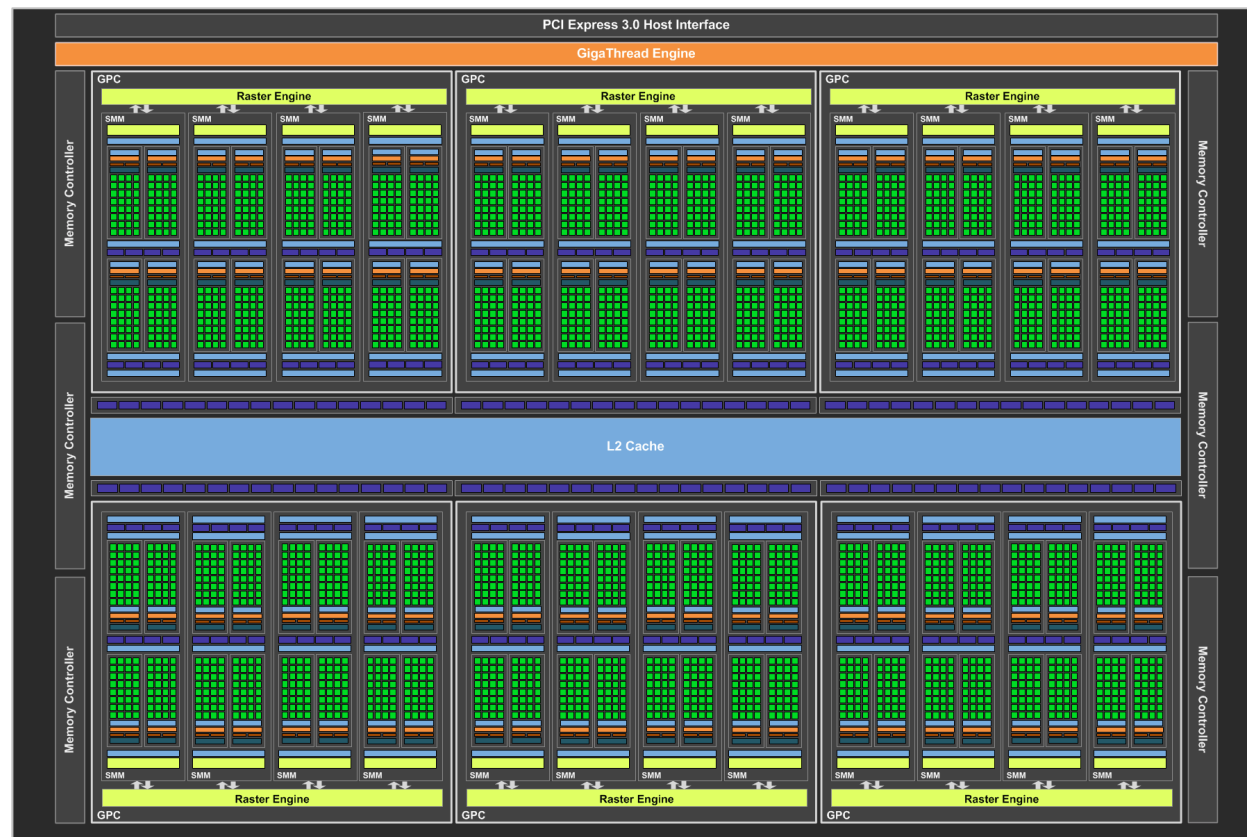 PCI Express 3.0 Host Interface
GigaThread Engine
Memory Controller
Memory Controller
Memory Controller
GPC
Raster Engine
SMM
SMM
SMM
SMM
GPC
Raster Engine
SMM
SMM
SMM
SMM
GPC
Raster Engine
SMM
SMM
SMM
SMM
Memory Controller
Memory Controller
Memory Controller
L2 Cache
SMM
SMM
SMM
SMM
Raster Engine
GPC
SMM
SMM
SMM
SMM
Raster Engine
GPC
SMM
SMM
SMM
SMM
Raster Engine
GPC